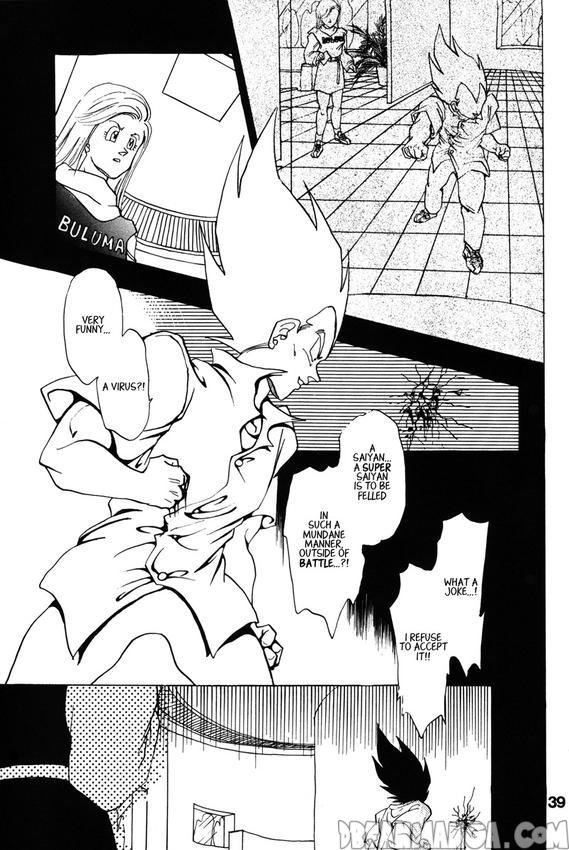 BULUMA
VERY
FUNNY...
A VIRUS?!
A
SAIYAN...
A SUPER
SAIYAN
IS TO BE
FELLED
IN
SUCH A
MUNDANE
MANNER,
OUTSIDE OF
BATTLE...?!
WHAT A
JOKE...!
I REFUSE
TO ACCEPT
IT!!
39
DBZMANGA.COM